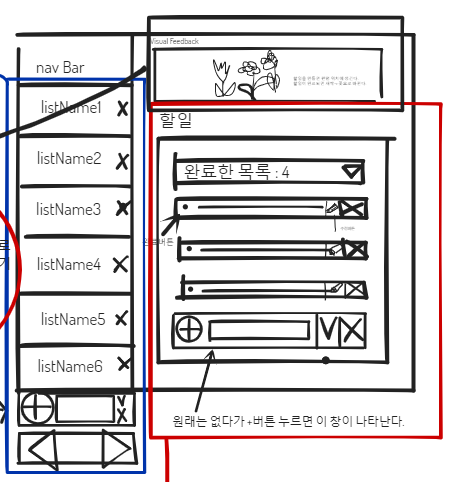 Visual Feedback
nav Bar
할일
listName1
완료한 목록 : 4
listName2
listName3
listName4
listName5
listName6
원래는 없다가 +버튼 누르면 이 창이 나타난다.